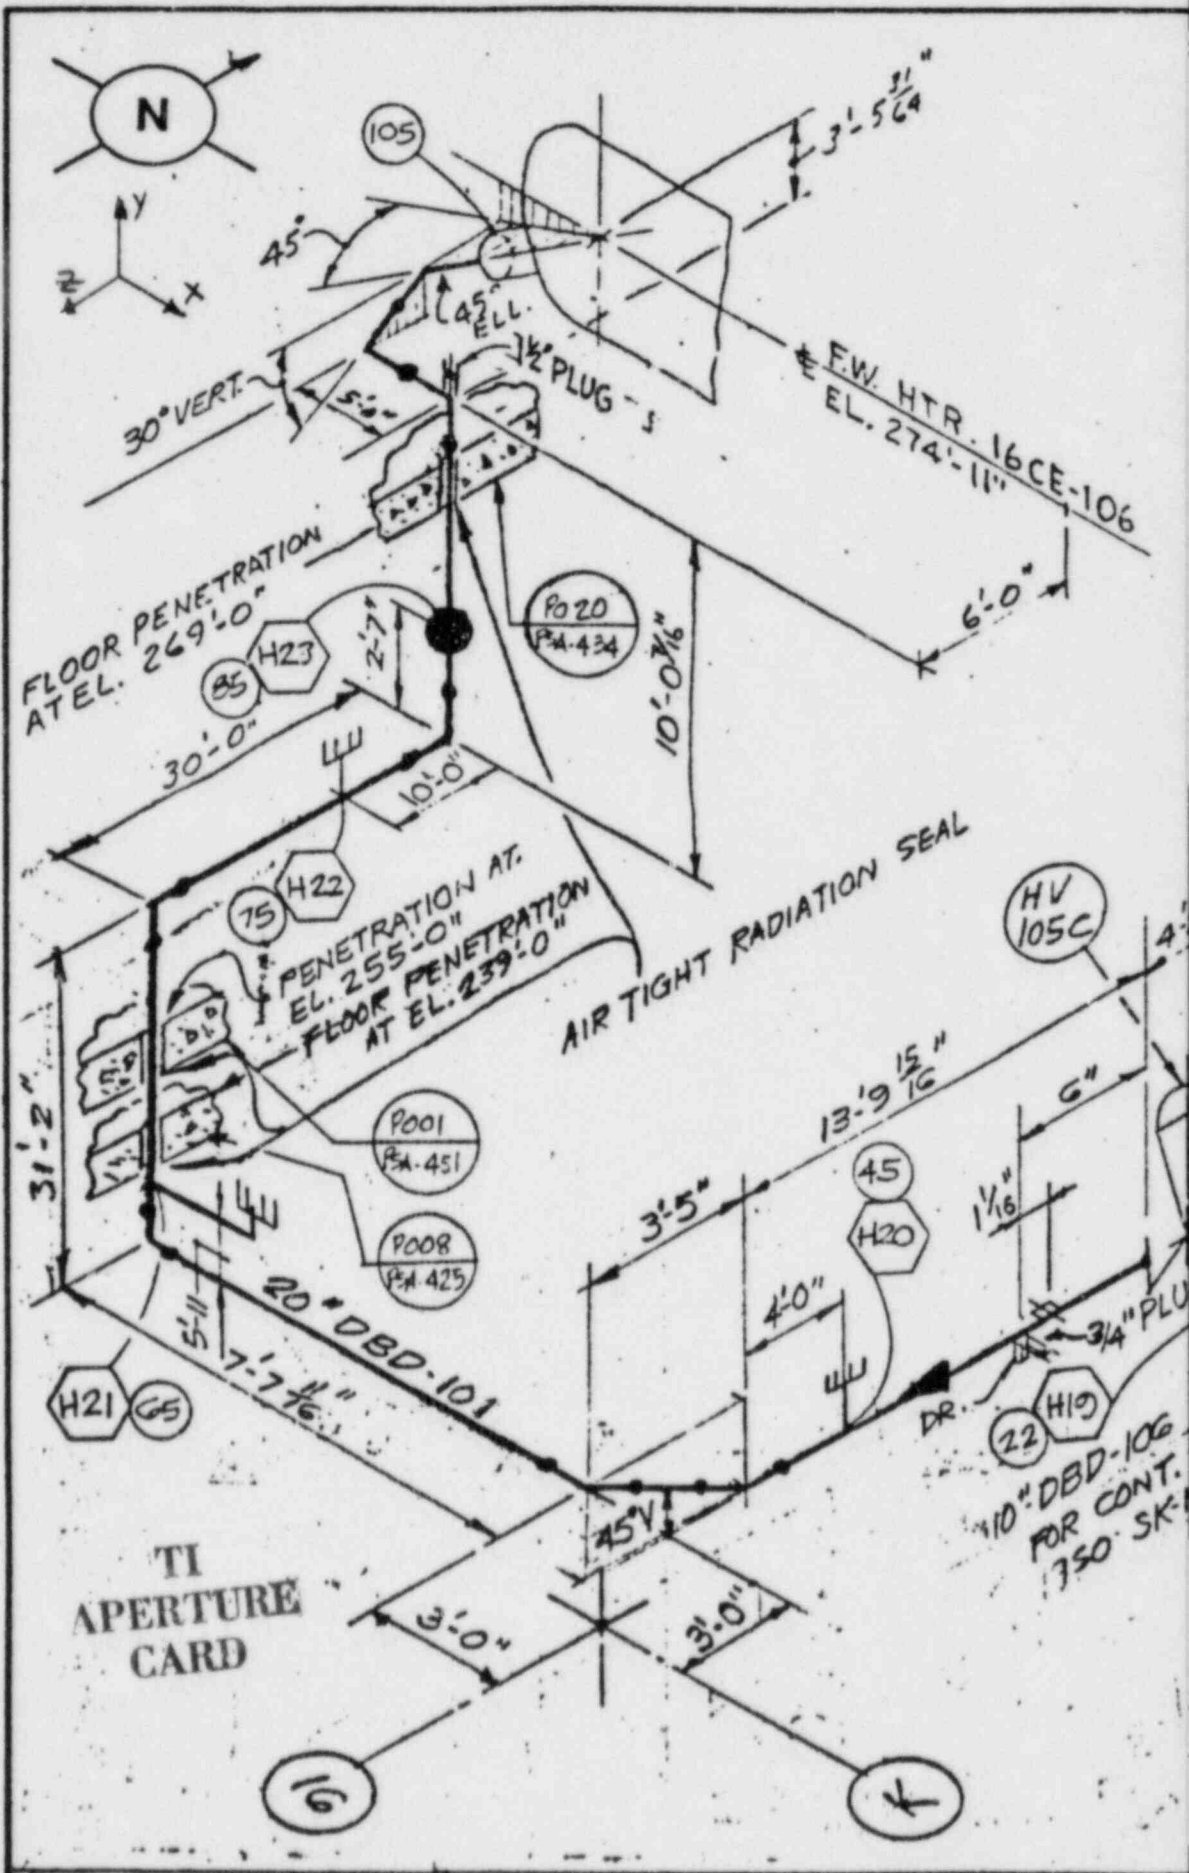 N
Y
Z
X
105
3'-5 31/64"
45°
45° ELL.
1½" PLUG - S
30° VERT.
F.W. HTR. 16CE-106
EL. 274'-11"
6'-0"
FLOOR PENETRATION
AT EL. 269'-0"
P020
PSA-434
H23
85
2'-7"
10'-0 3/16"
30'-0"
10'-0"
H22
75
PENETRATION AT.
EL. 255'-0"
FLOOR PENETRATION
AT EL. 239'-0"
AIR TIGHT RADIATION SEAL
HV
105C
13'-9 15/16"
6"
1 1/16"
31'-2"
P001
PSA-451
P008
PSA-425
3'-5"
45
H20
4'-0"
5'-11"
20" DBD-101
7'-7 11/16"
H21
65
3/4" PLU
DR.
H19
22
10" DBD-106
FOR CONT.
SK-
45° V
TI
APERTURE
CARD
3'-0"
3'-0"
16
K